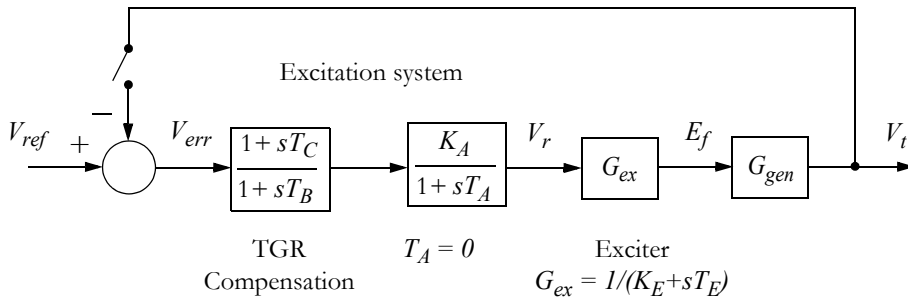 Excitation system
V_ref + − V_err 1 + sT_C / 1 + sT_B K_A / 1 + sT_A V_r G_ex E_f G_gen V_t
TGR T_A = 0 Exciter
Compensation G_ex = 1/(K_E+sT_E)